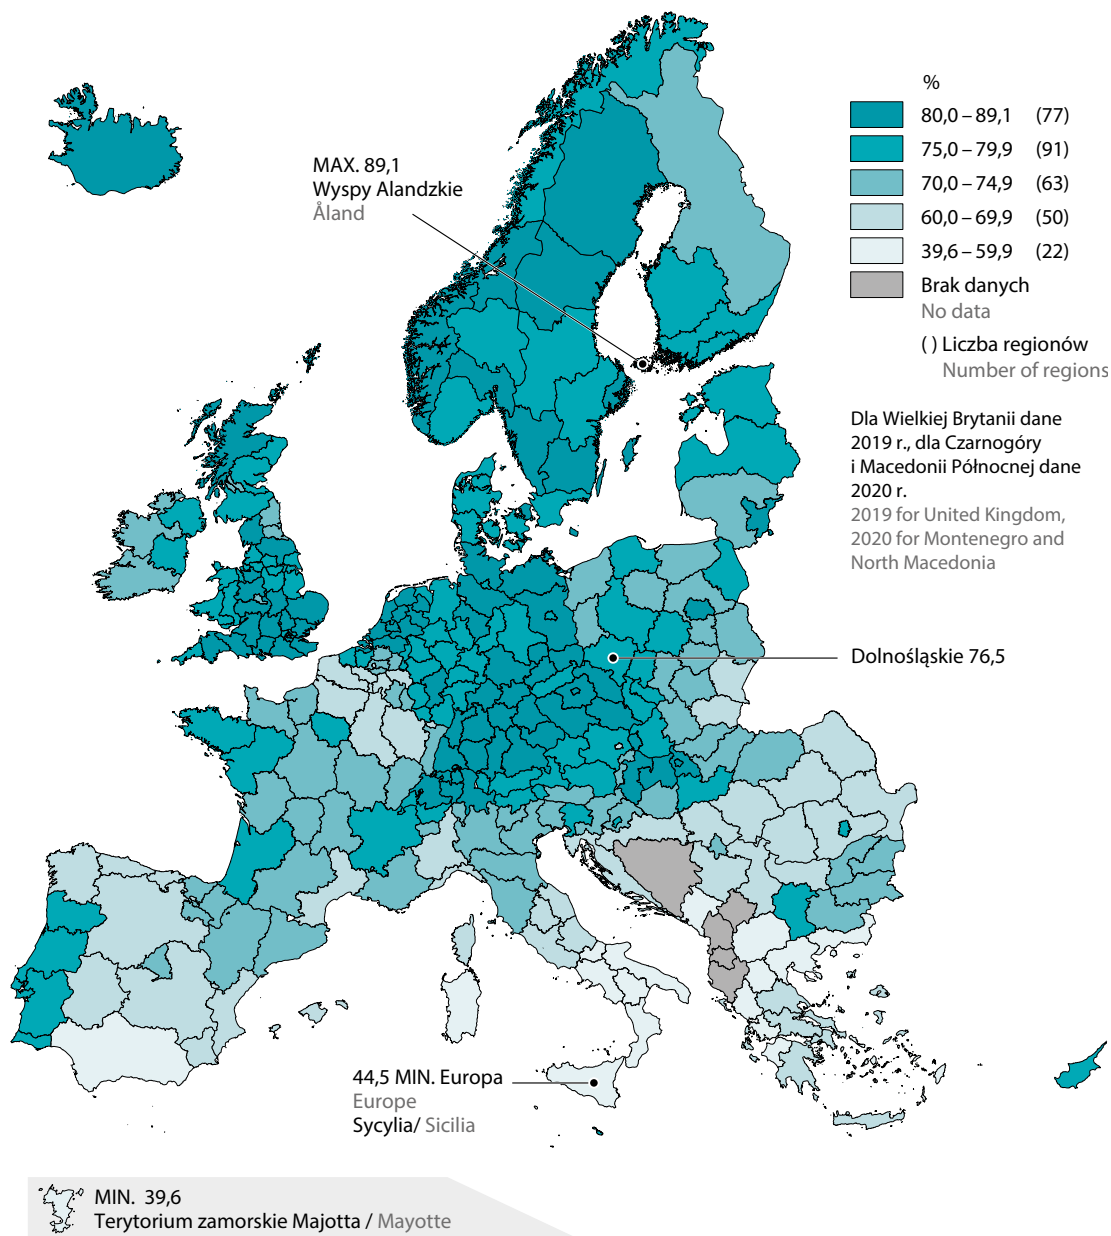 %
80,0 – 89,1 (77)
75,0 – 79,9 (91)
70,0 – 74,9 (63)
60,0 – 69,9 (50)
39,6 – 59,9 (22)
Brak danych
No data
( ) Liczba regionów
Number of regions
MAX. 89,1
Wyspy Alandzkie
Åland
Dla Wielkiej Brytanii dane
2019 r., dla Czarnogóry
i Macedonii Północnej dane
2020 r.
2019 for United Kingdom,
2020 for Montenegro and
North Macedonia
Dolnośląskie 76,5
44,5 MIN. Europa
Europe
Sycylia/ Sicilia
MIN. 39,6
Terytorium zamorskie Majotta / Mayotte